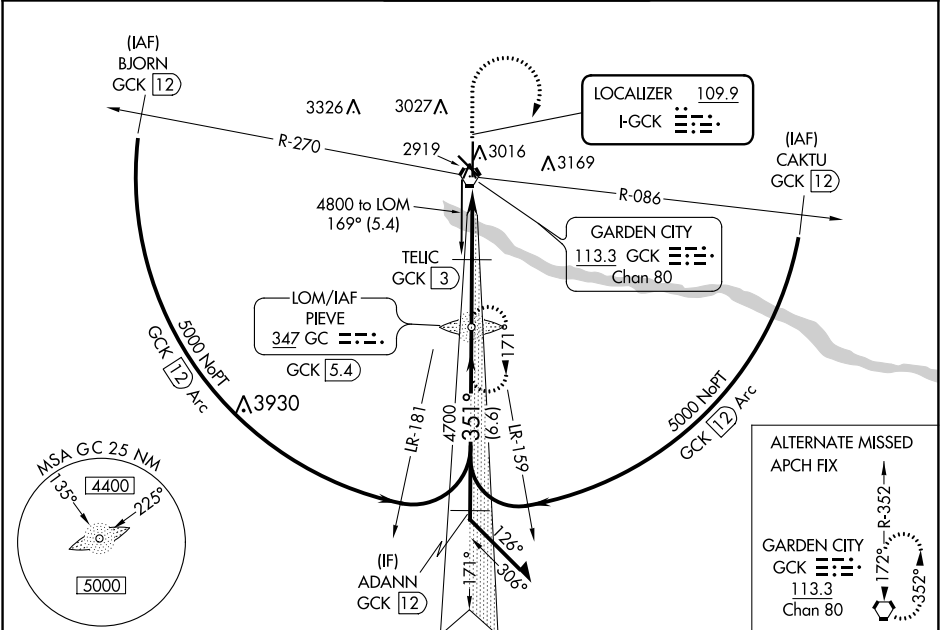 (IAF)
BJORN
GCK 12
R-270
3326
3027
2919
3016
3169
LOCALIZER 109.9
I-GCK
(IAF)
CAKTU
GCK 12
R-086
4800 to LOM
169° (5.4)
GARDEN CITY
113.3 GCK
Chan 80
TELIC
GCK 3
LOM/IAF
PIEVE
347 GC
GCK 5.4
171°
5000 NoPT
GCK 12 Arc
3930
LR-181
4700
351°
(6.6)
LR-159
5000 NoPT
GCK 12 Arc
MSA GC 25 NM
135°
4400
225°
5000
(IF)
ADANN
GCK 12
171°
126°
306°
ALTERNATE MISSED
APCH FIX
R-352
172°
352°
GARDEN CITY
GCK
113.3
Chan 80